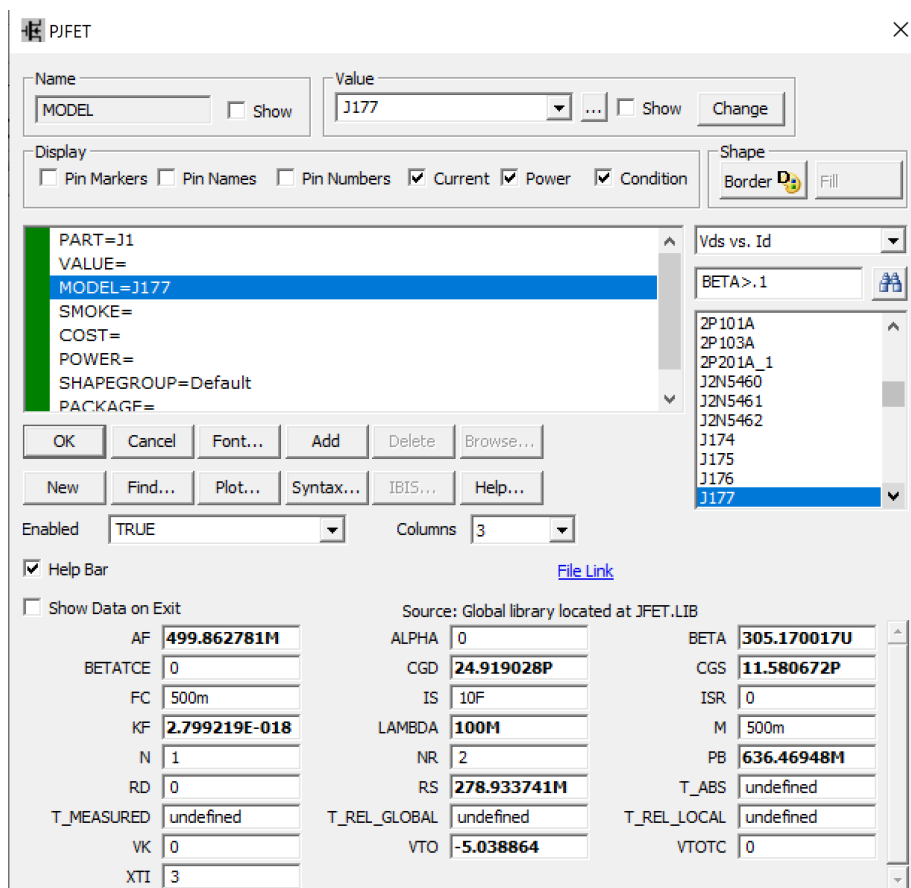 PJFET
Name
MODEL
Show
Value
J177
...
Show
Change
Display
Pin Markers
Pin Names
Pin Numbers
Current
Power
Condition
Shape
Border
Fill
PART=J1
VALUE=
MODEL=J177
SMOKE=
COST=
POWER=
SHAPEGROUP=Default
PACKAGE=
Vds vs. Id
BETA>.1
2P101A
2P103A
2P201A_1
J2N5460
J2N5461
J2N5462
J174
J175
J176
J177
OK
Cancel
Font...
Add
Delete
Browse...
New
Find...
Plot...
Syntax...
IBIS...
Help...
Enabled TRUE
Columns 3
Help Bar
File Link
Show Data on Exit
Source: Global library located at JFET.LIB
AF 499.862781M ALPHA 0 BETA 305.170017U
BETATCE 0 CGD 24.919028P CGS 11.580672P
FC 500m IS 10F ISR 0
KF 2.799219E-018 LAMBDA 100M M 500m
N 1 NR 2 PB 636.46948M
RD 0 RS 278.933741M T_ABS undefined
T_MEASURED undefined T_REL_GLOBAL undefined T_REL_LOCAL undefined
VK 0 VTO -5.038864 VTOTC 0
XTI 3